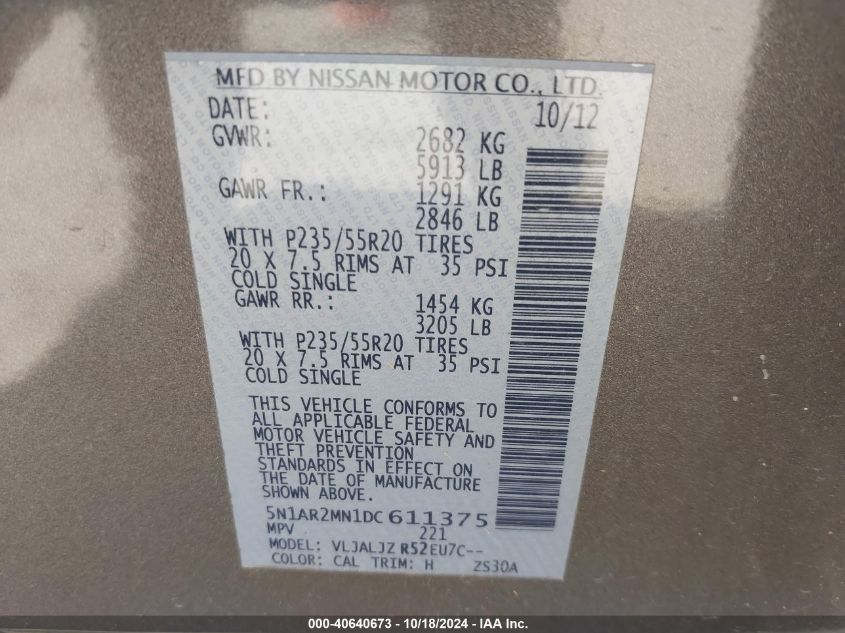 MFD BY NISSAN MOTOR CO., LTD.
DATE: 10/12
GVWR: 2682 KG
5913 LB
GAWR FR.: 1291 KG
2846 LB
WITH P235/55R20 TIRES
20 X 7.5 RIMS AT 35 PSI
COLD SINGLE
GAWR RR.: 1454 KG
3205 LB
WITH P235/55R20 TIRES
20 X 7.5 RIMS AT 35 PSI
COLD SINGLE
THIS VEHICLE CONFORMS TO
ALL APPLICABLE FEDERAL
MOTOR VEHICLE SAFETY AND
THEFT PREVENTION
STANDARDS IN EFFECT ON
THE DATE OF MANUFACTURE
SHOWN ABOVE.
5N1AR2MN1DC611375
MPV 221
MODEL: VLJALJZ R52EU7C--
COLOR: CAL TRIM: H ZS30A
000-40640673 - 10/18/2024 - IAA Inc.